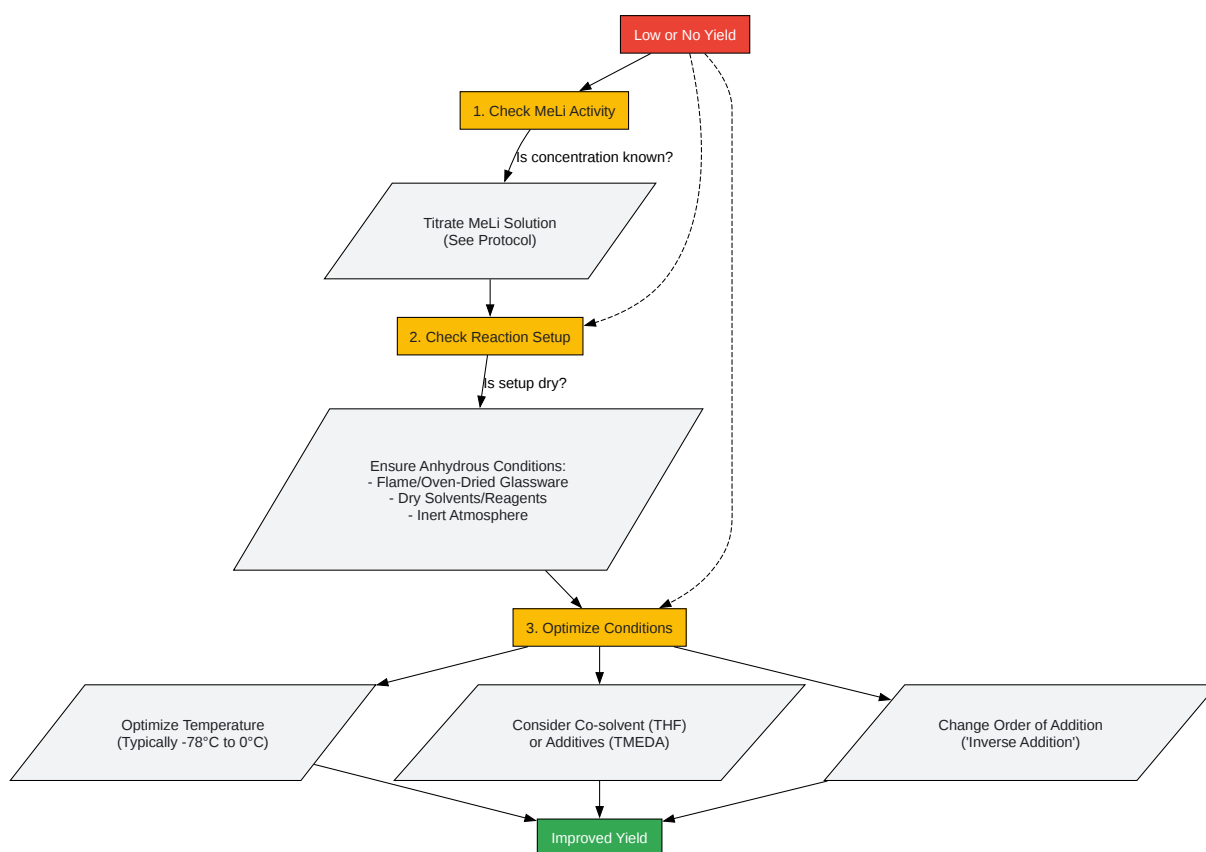 Low or No Yield
1. Check MeLi Activity
Is concentration known?
Titrate MeLi Solution
(See Protocol)
2. Check Reaction Setup
Is setup dry?
Ensure Anhydrous Conditions:
- Flame/Oven-Dried Glassware
- Dry Solvents/Reagents
- Inert Atmosphere
3. Optimize Conditions
Optimize Temperature
(Typically -78°C to 0°C)
Consider Co-solvent (THF)
or Additives (TMEDA)
Change Order of Addition
('Inverse Addition')
Improved Yield